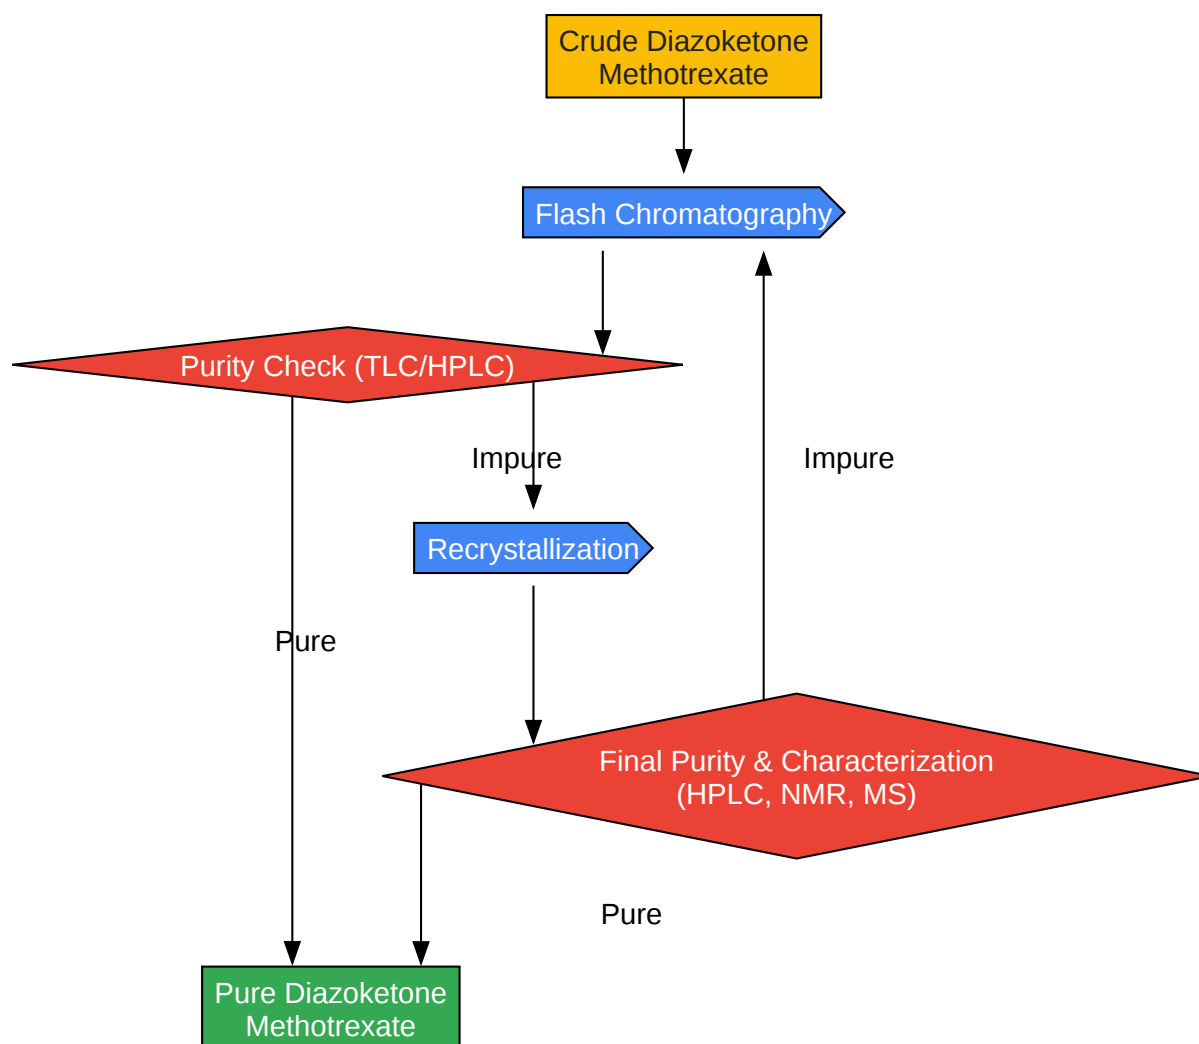 Crude Diazoketone
Methotrexate
Flash Chromatography
Purity Check (TLC/HPLC)
Impure
Impure
Recrystallization
Pure
Final Purity & Characterization
(HPLC, NMR, MS)
Pure
Pure Diazoketone
Methotrexate